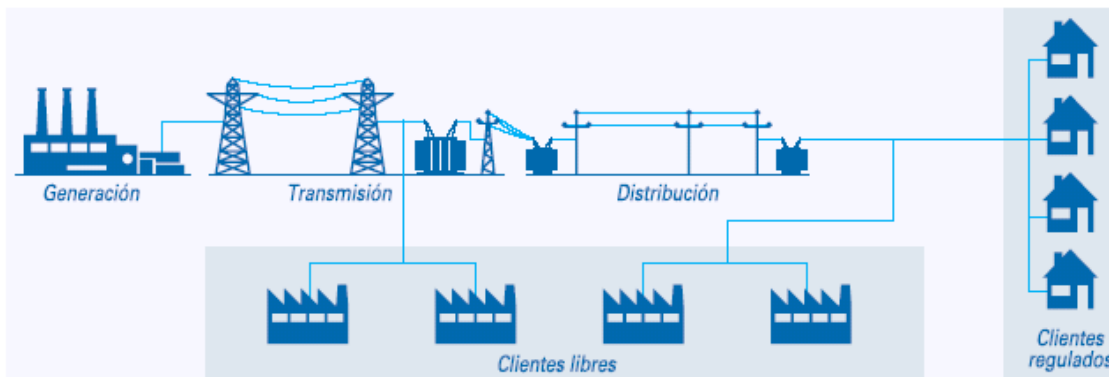 Generación
Transmisión
Distribución
Clientes libres
Clientes
regulados